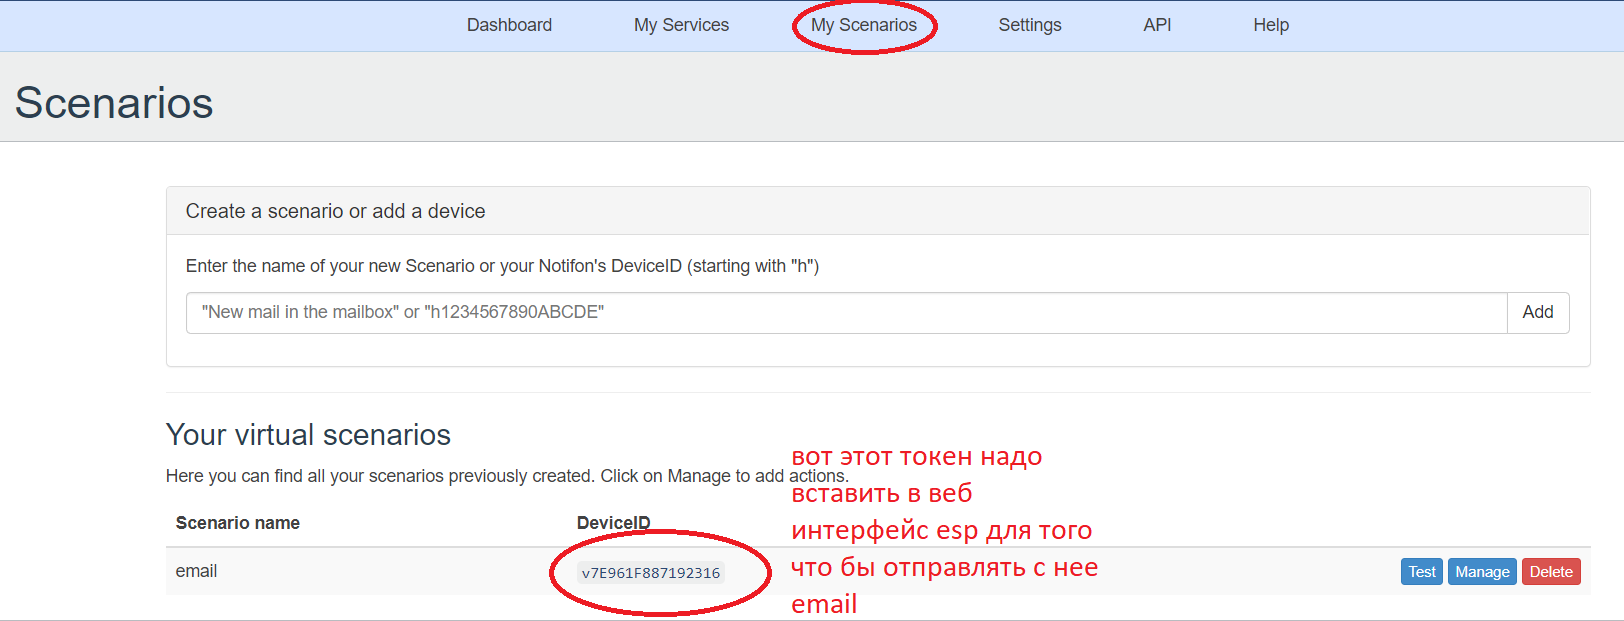 Dashboard My Services My Scenarios Settings API Help
Scenarios
Create a scenario or add a device
Enter the name of your new Scenario or your Notifon's DeviceID (starting with "h")
"New mail in the mailbox" or "h1234567890ABCDE" Add
Your virtual scenarios
Here you can find all your scenarios previously created. Click on Manage to add actions.
Scenario name DeviceID
email v7E961F887192316 Test Manage Delete
вот этот токен надо
вставить в веб
интерфейс esp для того
что бы отправлять с нее
email